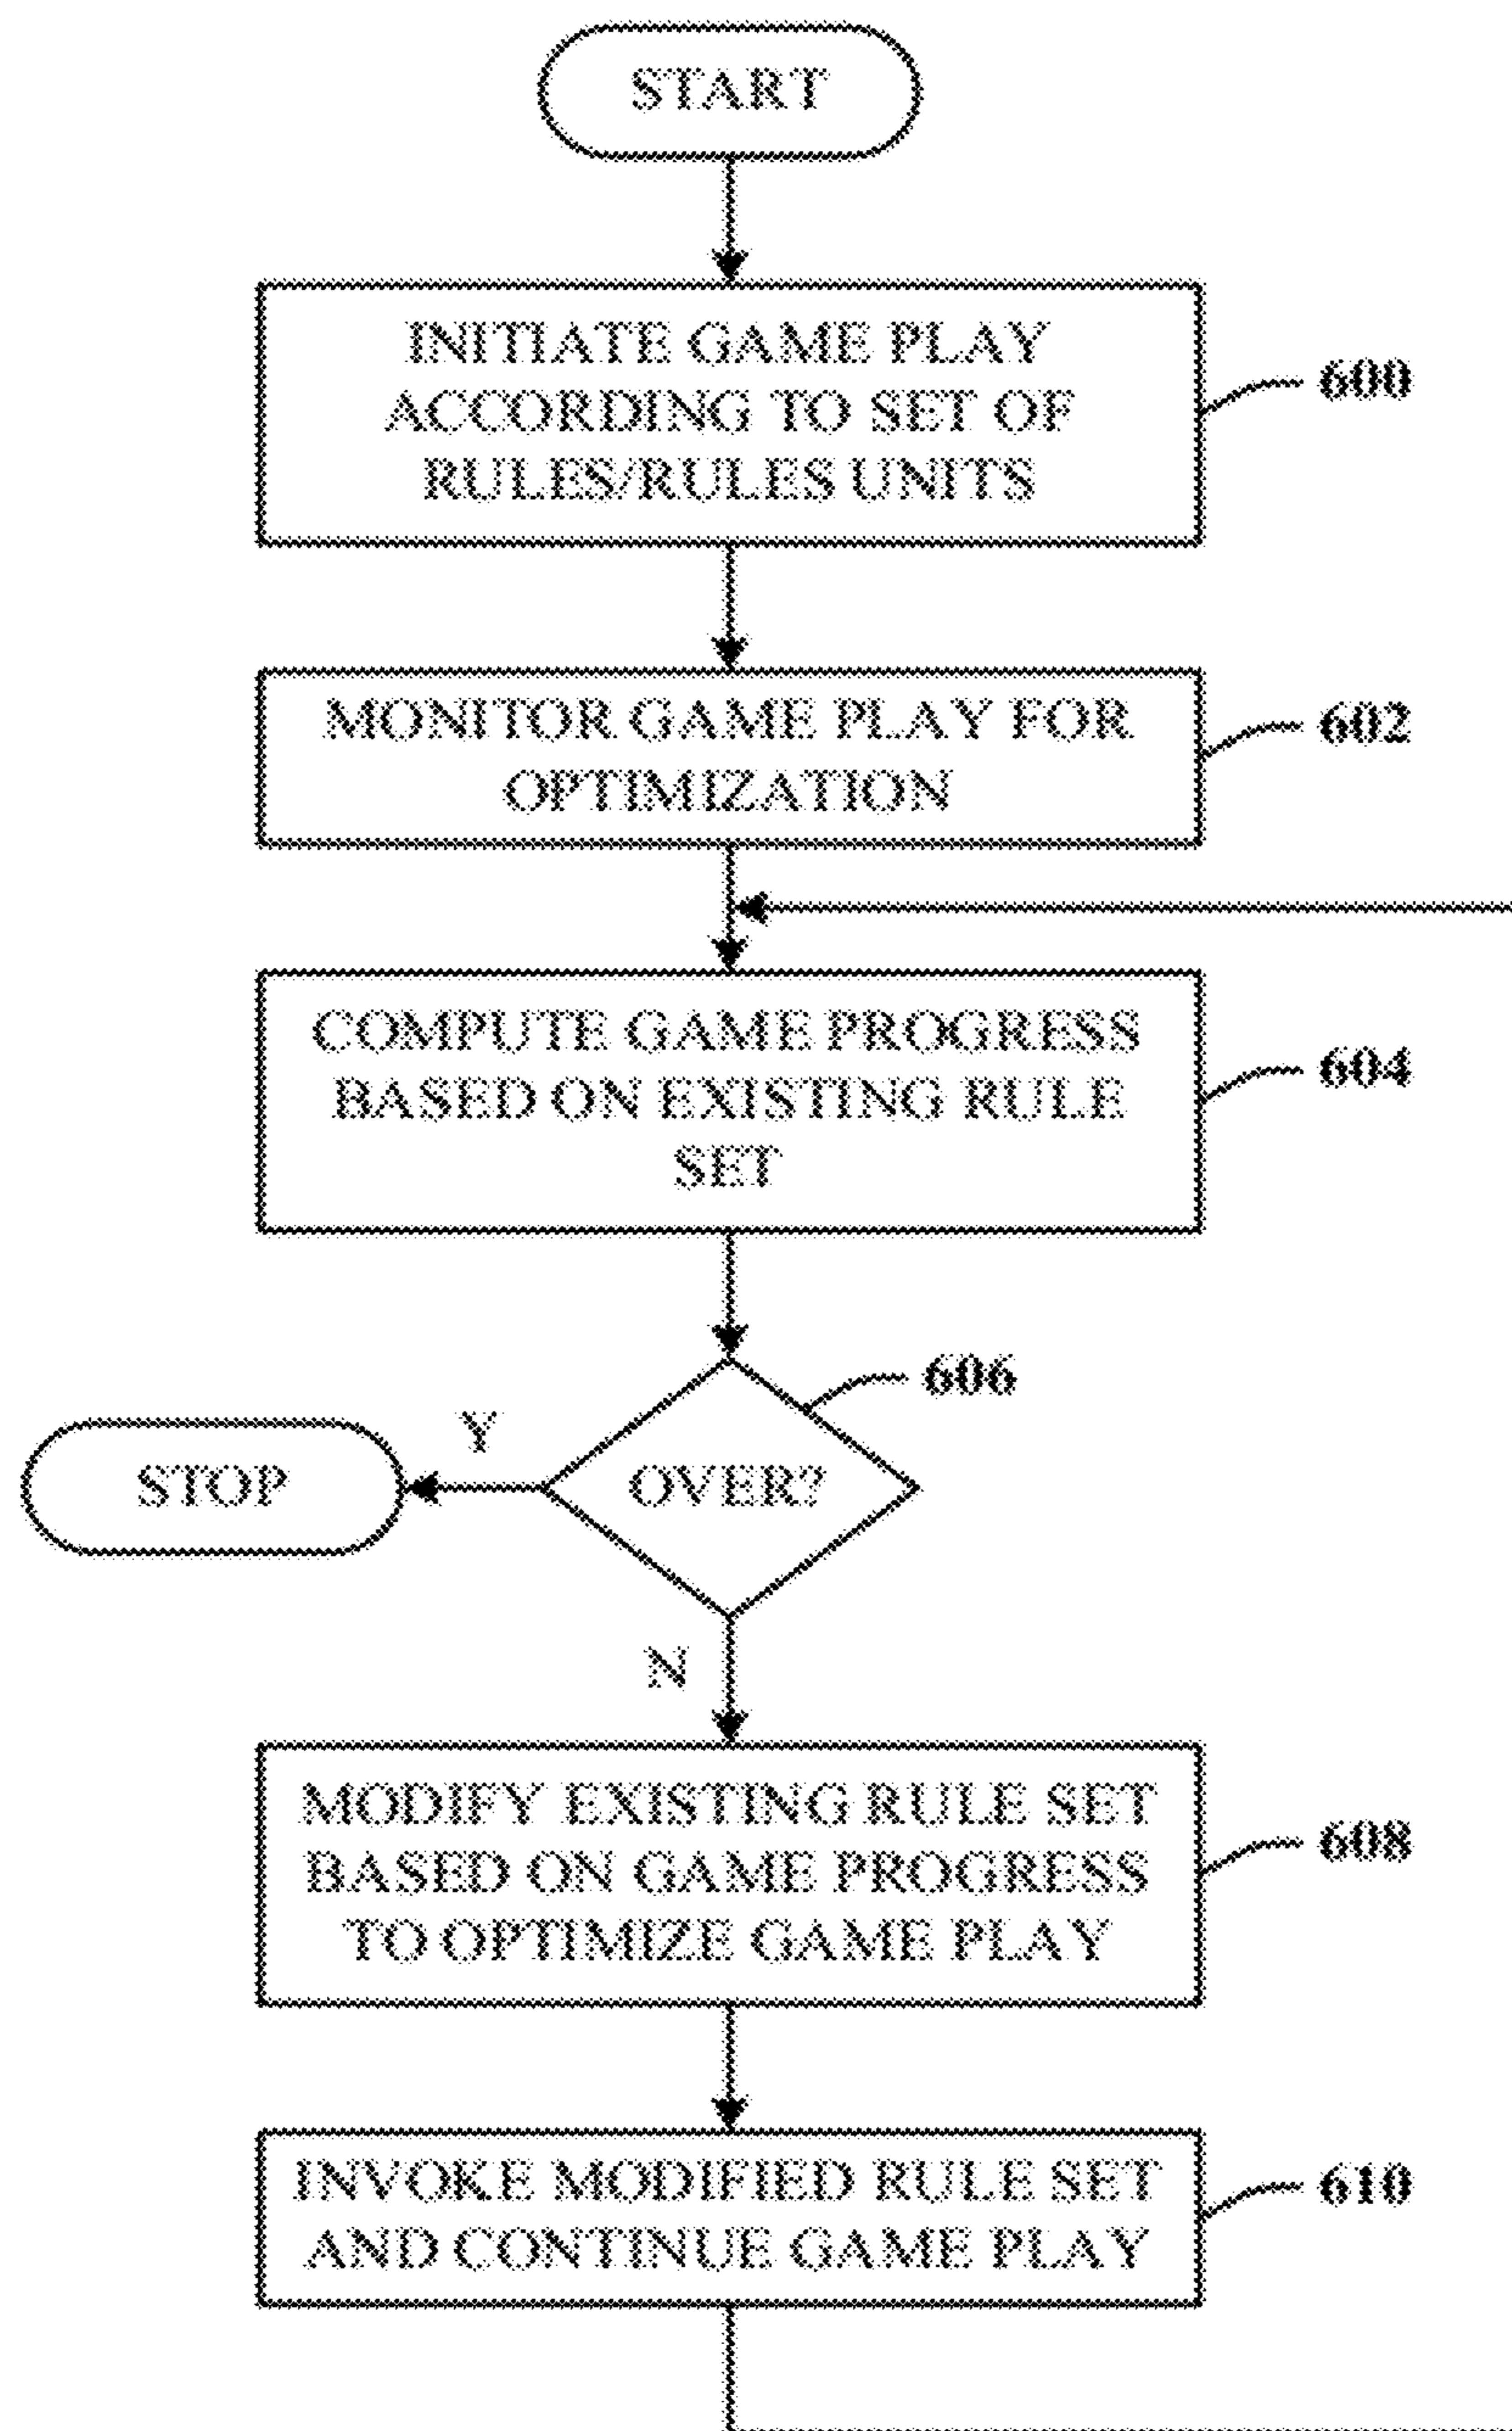 START
INITIATE GAME PLAY
ACCORDING TO SET OF
RULES/RULES UNITS
600
MONITOR GAME PLAY FOR
OPTIMIZATION
602
COMPUTE GAME PROGRESS
BASED ON EXISTING RULE
SET
604
606
OVER?
Y
STOP
N
MODIFY EXISTING RULE SET
BASED ON GAME PROGRESS
TO OPTIMIZE GAME PLAY
608
INVOKE MODIFIED RULE SET
AND CONTINUE GAME PLAY
610